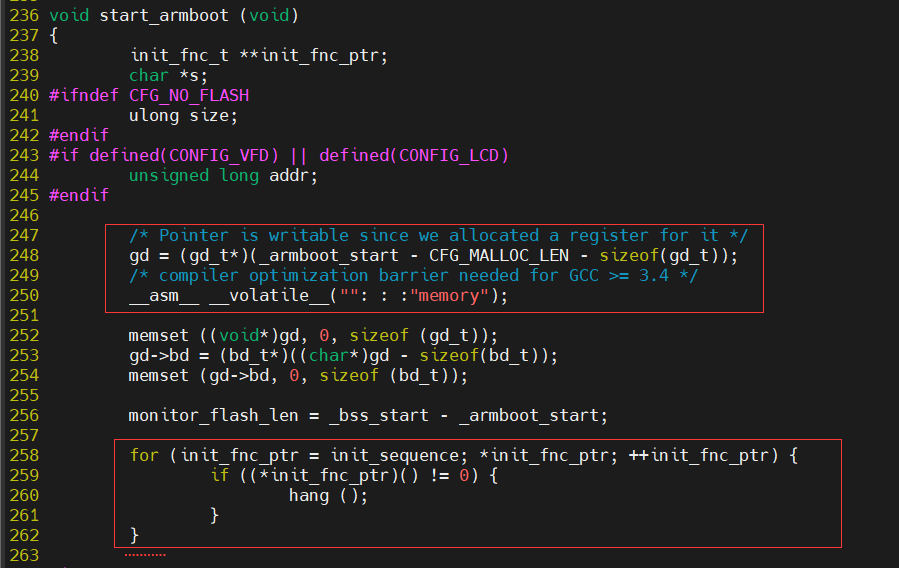 236 void start_armboot (void)
237 {
238         init_fnc_t **init_fnc_ptr;
239         char *s;
240 #ifndef CFG_NO_FLASH
241         ulong size;
242 #endif
243 #if defined(CONFIG_VFD) || defined(CONFIG_LCD)
244         unsigned long addr;
245 #endif
246
247         /* Pointer is writable since we allocated a register for it */
248         gd = (gd_t*)(_armboot_start - CFG_MALLOC_LEN - sizeof(gd_t));
249         /* compiler optimization barrier needed for GCC >= 3.4 */
250         __asm__ __volatile__("": : :"memory");
251
252         memset ((void*)gd, 0, sizeof (gd_t));
253         gd->bd = (bd_t*)((char*)gd - sizeof(bd_t));
254         memset (gd->bd, 0, sizeof (bd_t));
255
256         monitor_flash_len = _bss_start - _armboot_start;
257
258         for (init_fnc_ptr = init_sequence; *init_fnc_ptr; ++init_fnc_ptr) {
259                 if ((*init_fnc_ptr)() != 0) {
260                         hang ();
261                 }
262         }
263